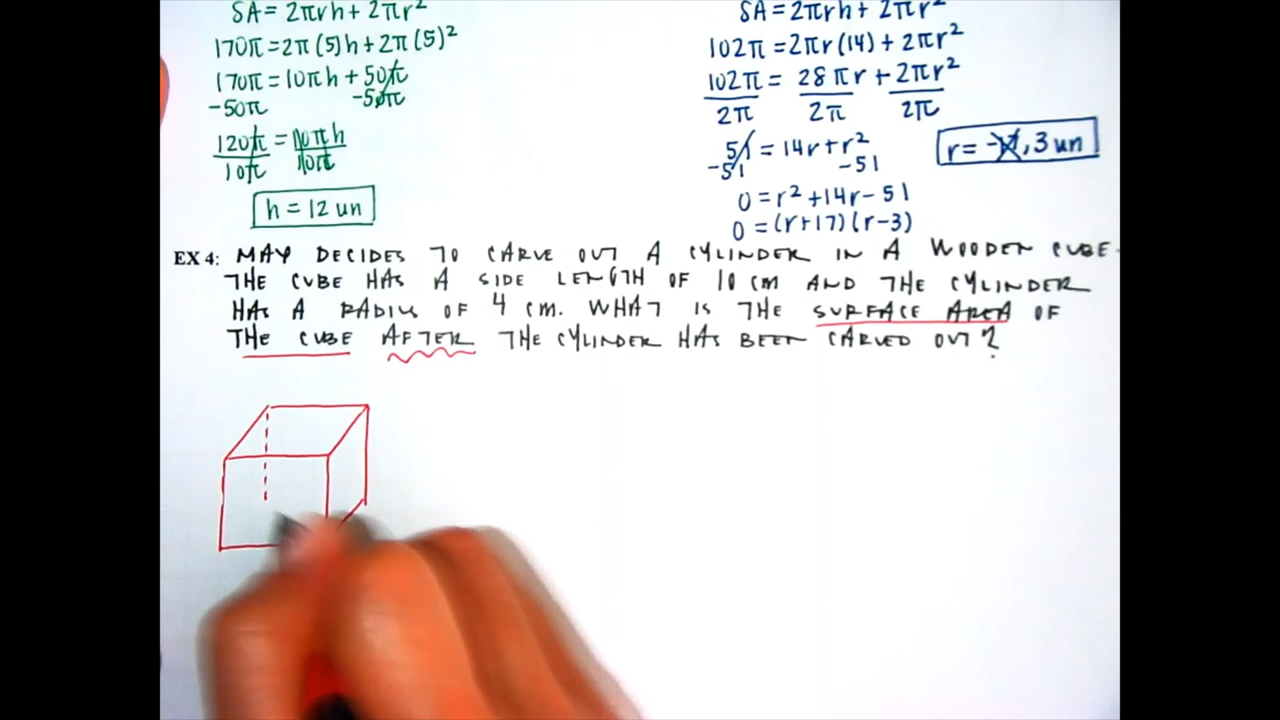 SA = 2πrh + 2πr²
170π = 2π(5)h + 2π(5)²
170π = 10πh + 50π
-50π -50π
120π = 10πh
10π 10π
h = 12 un
SA = 2πrh + 2πr²
102π = 2πr(14) + 2πr²
102π = 28πr + 2πr²
2π 2π 2π
51 = 14r + r²
-51 -51
0 = r² + 14r - 51
0 = (r+17)(r-3)
r = -17, 3 un
EX 4: MAY DECIDES TO CARVE OUT A CYLINDER IN A WOODEN CUBE.
THE CUBE HAS A SIDE LENGTH OF 10 CM AND THE CYLINDER
HAS A RADIUS OF 4 CM. WHAT IS THE SURFACE AREA OF
THE CUBE AFTER THE CYLINDER HAS BEEN CARVED OUT?